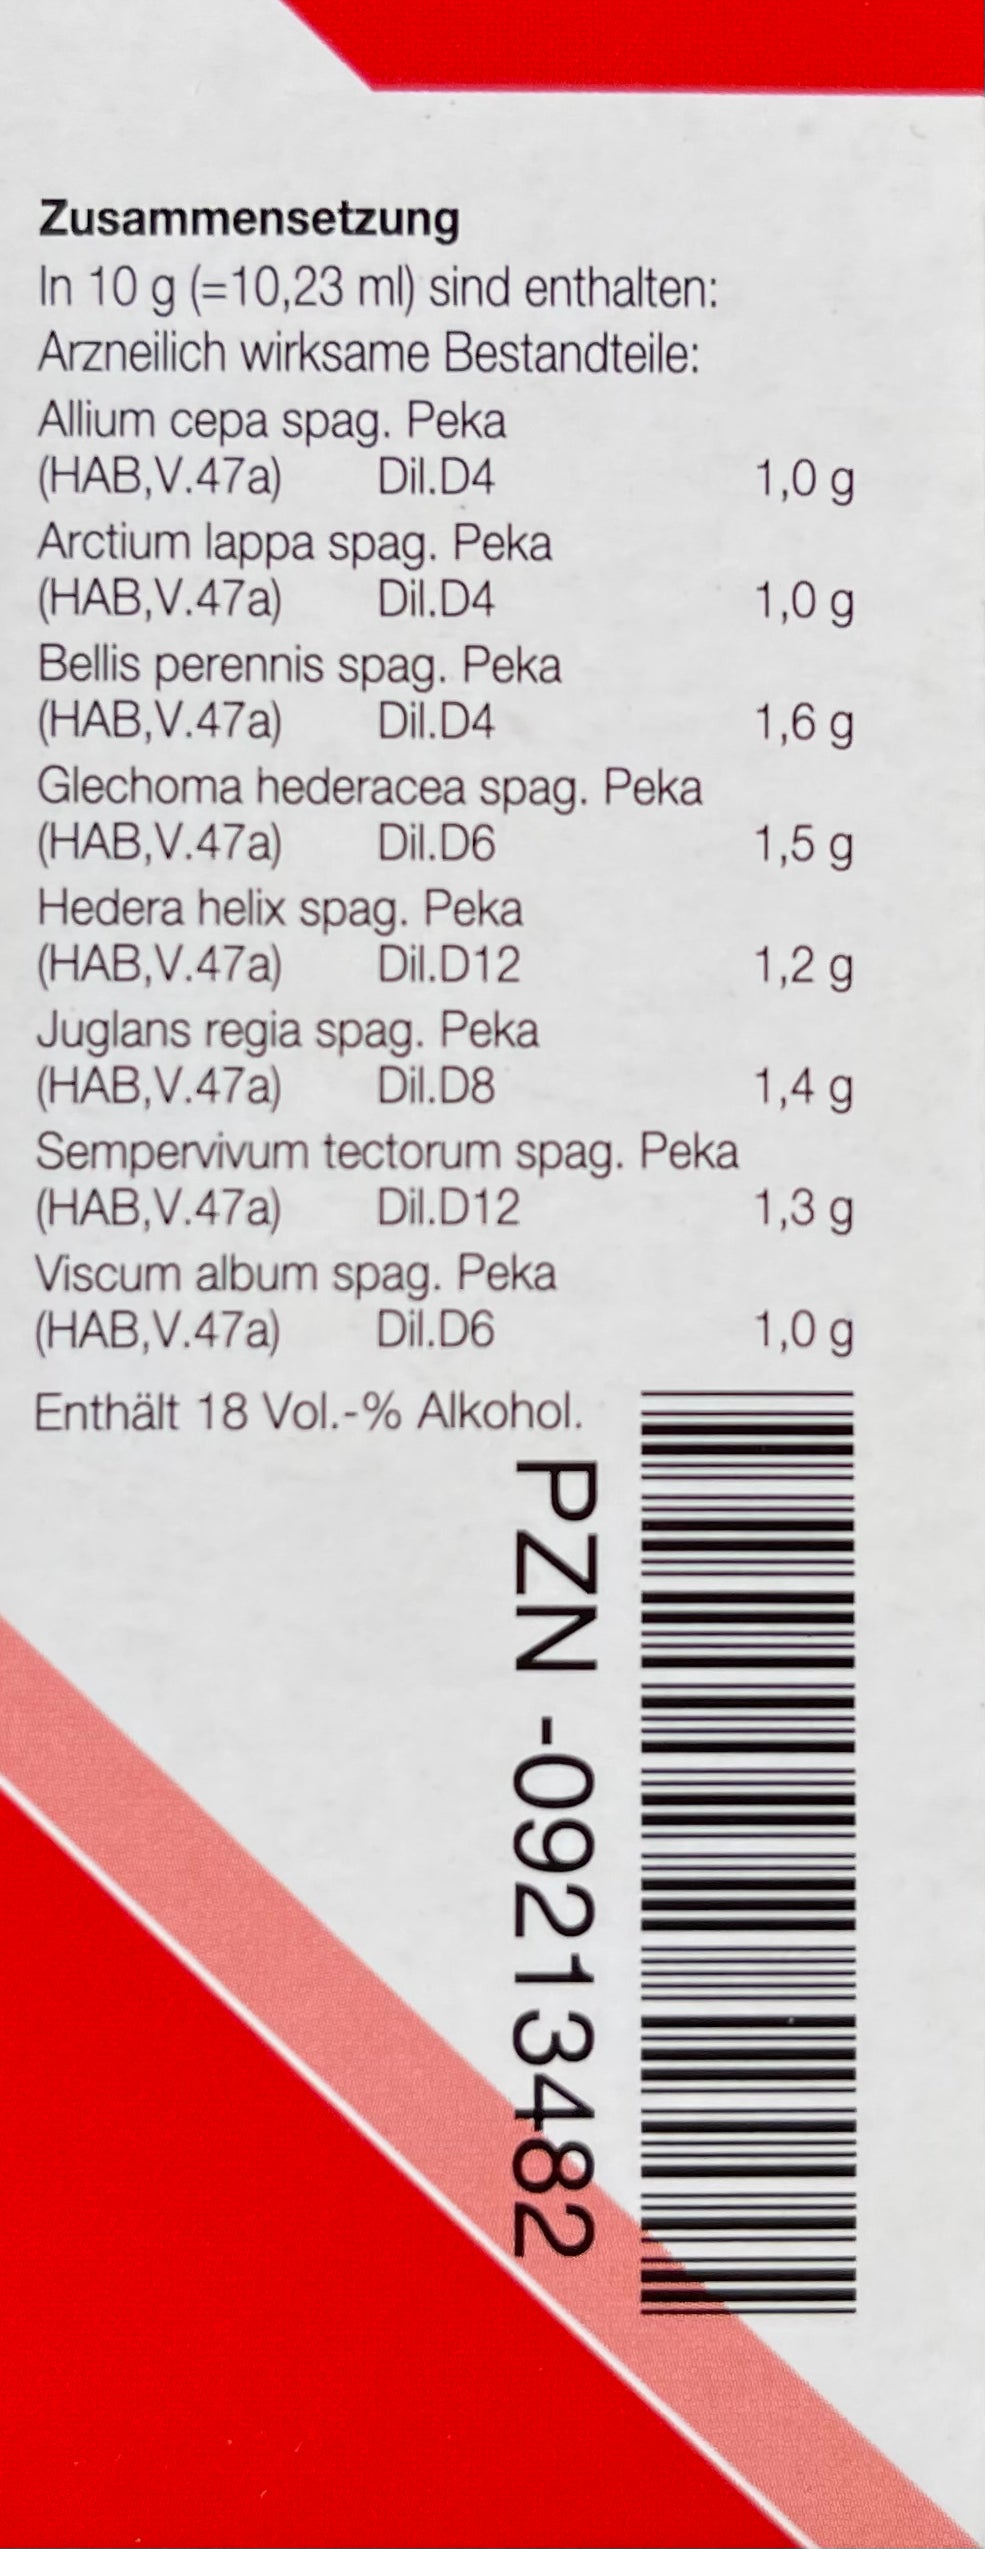 Zusammensetzung
In 10 g (=10,23 ml) sind enthalten:
Arzneilich wirksame Bestandteile:
Allium cepa spag. Peka
(HAB,V.47a) Dil.D4 1,0 g
Arctium lappa spag. Peka
(HAB,V.47a) Dil.D4 1,0 g
Bellis perennis spag. Peka
(HAB,V.47a) Dil.D4 1,6 g
Glechoma hederacea spag. Peka
(HAB,V.47a) Dil.D6 1,5 g
Hedera helix spag. Peka
(HAB,V.47a) Dil.D12 1,2 g
Juglans regia spag. Peka
(HAB,V.47a) Dil.D8 1,4 g
Sempervivum tectorum spag. Peka
(HAB,V.47a) Dil.D12 1,3 g
Viscum album spag. Peka
(HAB,V.47a) Dil.D6 1,0 g
Enthält 18 Vol.-% Alkohol.
PZN -09213482